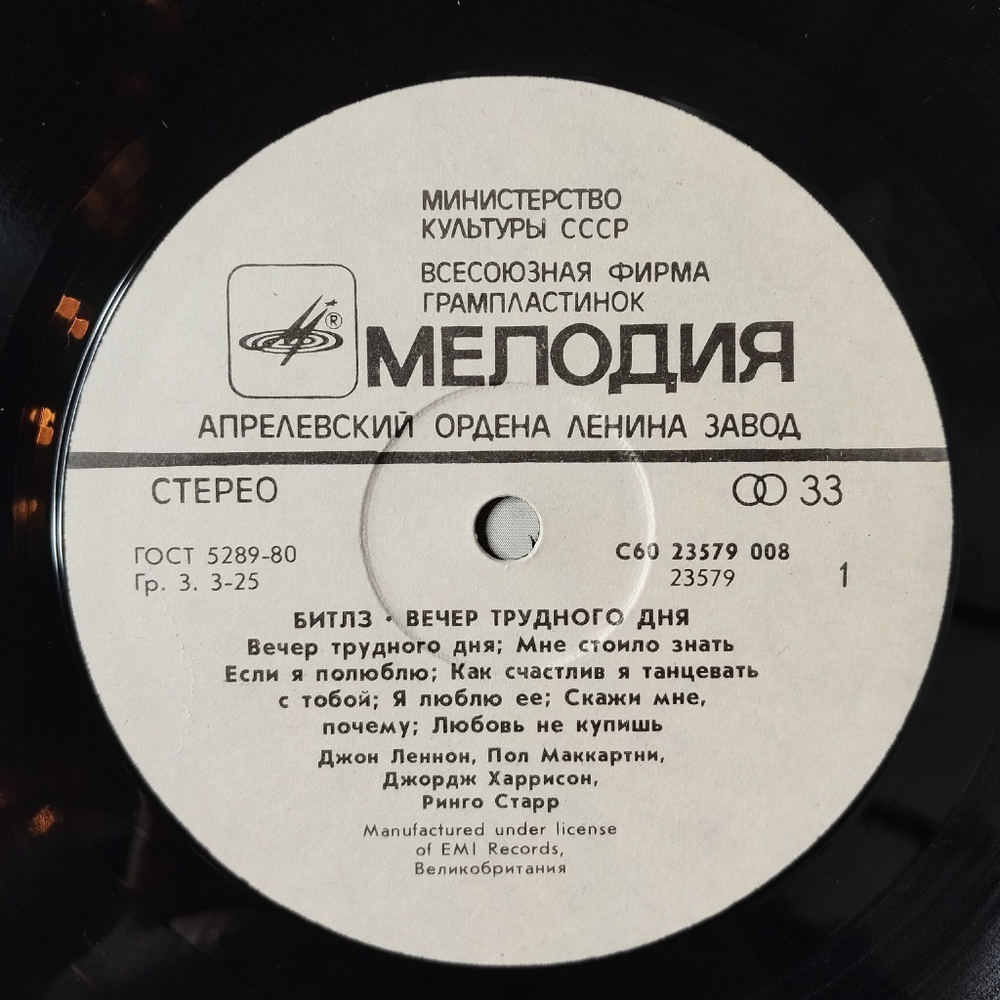 МИНИСТЕРСТВО
КУЛЬТУРЫ СССР
ВСЕСОЮЗНАЯ ФИРМА
ГРАМПЛАСТИНОК
®
МЕЛОДИЯ
АПРЕЛЕВСКИЙ ОРДЕНА ЛЕНИНА ЗАВОД
СТЕРЕО
33
ГОСТ 5289-80
Гр. 3. 3-25
С60 23579 008
23579
1
БИТЛЗ · ВЕЧЕР ТРУДНОГО ДНЯ
Вечер трудного дня; Мне стоило знать
Если я полюблю; Как счастлив я танцевать
с тобой; Я люблю ее; Скажи мне,
почему; Любовь не купишь
Джон Леннон, Пол Маккартни,
Джордж Харрисон,
Ринго Старр
Manufactured under license
of EMI Records,
Великобритания